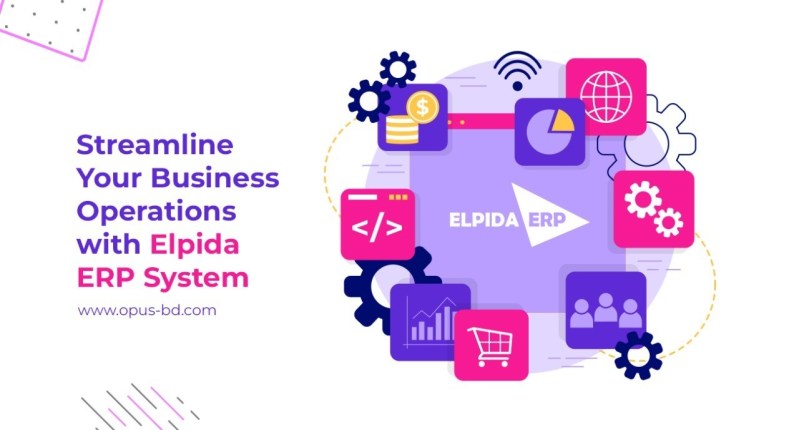 Streamline
Your Business
Operations
with Elpida
ERP System
www.opus-bd.com
$
</>
ELPIDA ERP